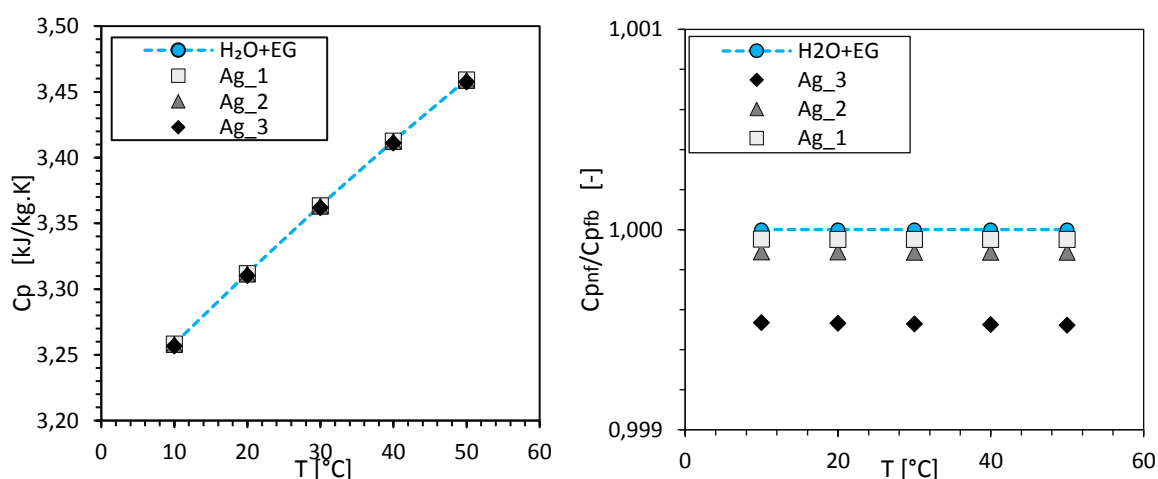 3,50
3,45
3,40
3,35
3,30
3,25
3,20
Cp [kJ/kg.K]
H₂O+EG
Ag_1
Ag_2
Ag_3
0 10 20 30 40 50 60
T [°C]
1,001
1,000
0,999
Cpnf/Cpfb [-]
H2O+EG
Ag_3
Ag_2
Ag_1
0 20 40 60
T [°C]